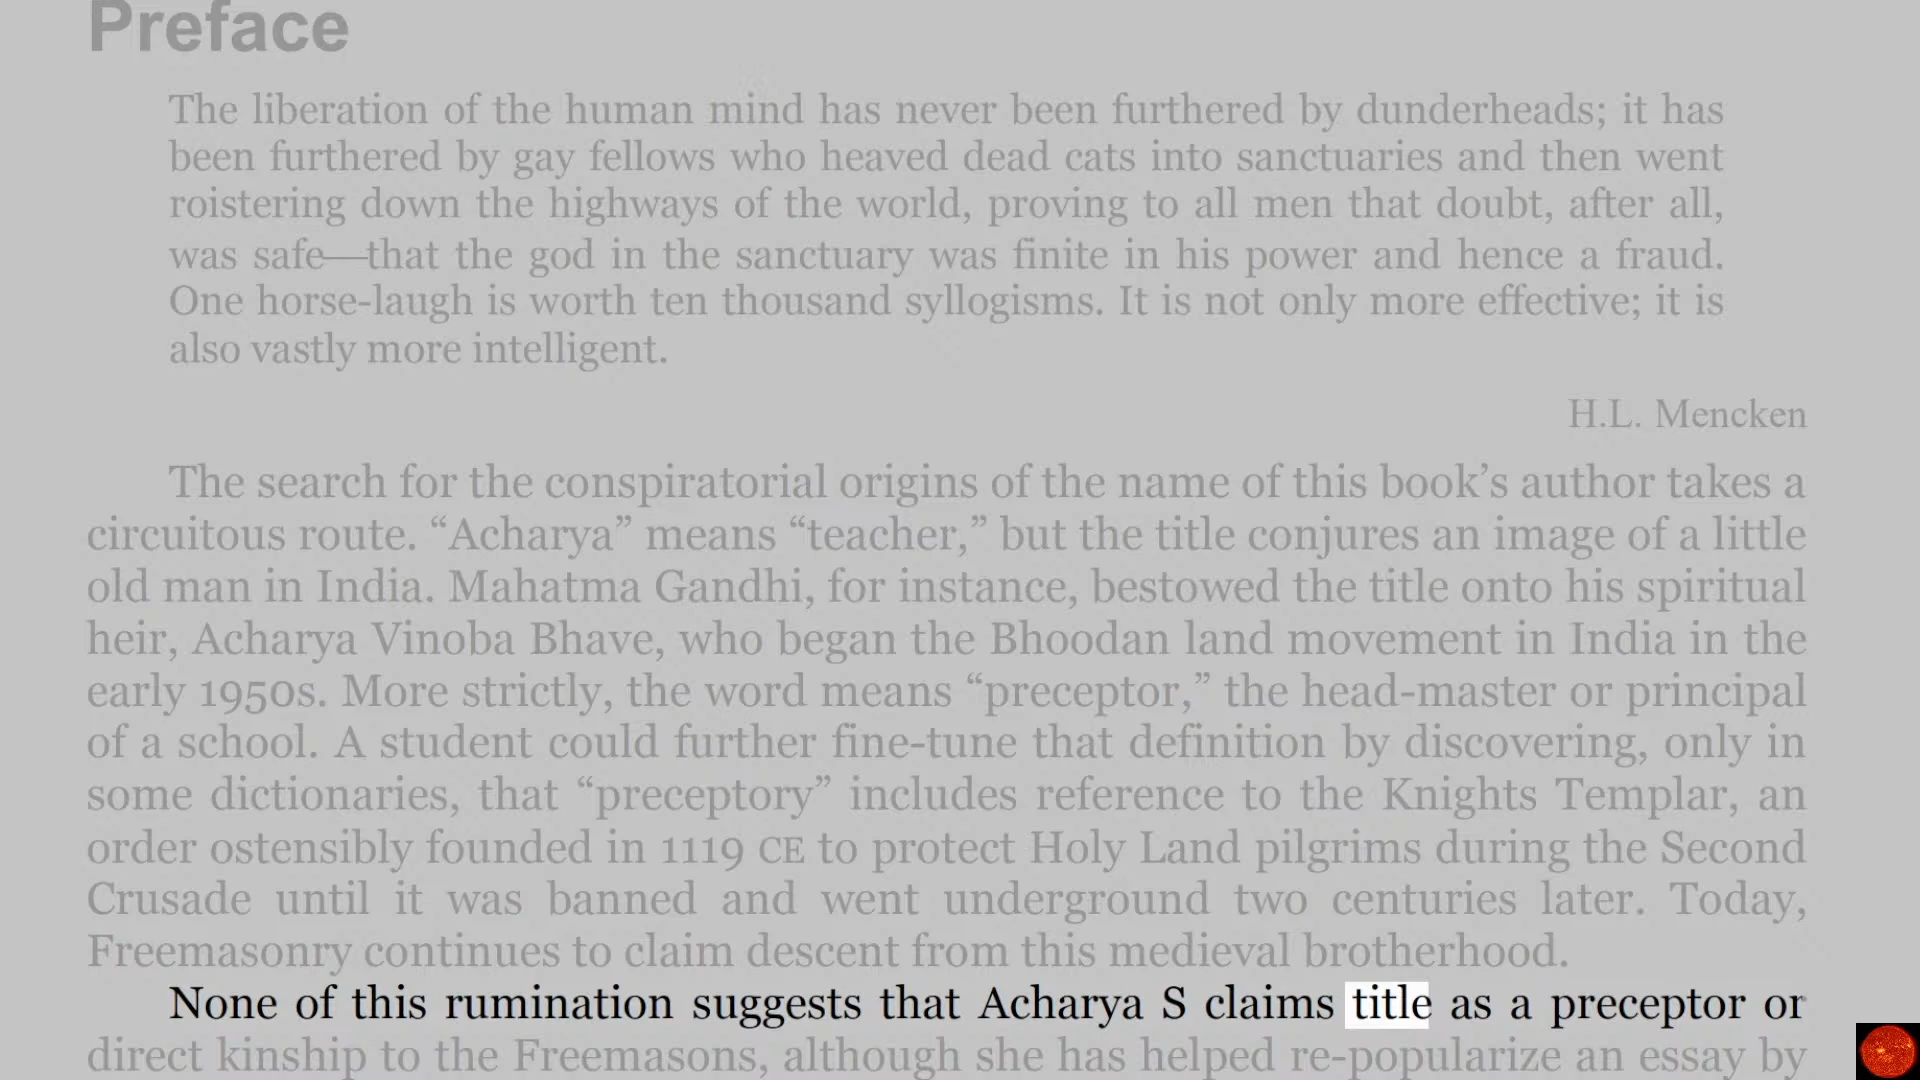 Preface
The liberation of the human mind has never been furthered by dunderheads; it has
been furthered by gay fellows who heaved dead cats into sanctuaries and then went
roistering down the highways of the world, proving to all men that doubt, after all,
was safe—that the god in the sanctuary was finite in his power and hence a fraud.
One horse-laugh is worth ten thousand syllogisms. It is not only more effective; it is
also vastly more intelligent.
H.L. Mencken
The search for the conspiratorial origins of the name of this book’s author takes a
circuitous route. “Acharya” means “teacher,” but the title conjures an image of a little
old man in India. Mahatma Gandhi, for instance, bestowed the title onto his spiritual
heir, Acharya Vinoba Bhave, who began the Bhoodan land movement in India in the
early 1950s. More strictly, the word means “preceptor,” the head-master or principal
of a school. A student could further fine-tune that definition by discovering, only in
some dictionaries, that “preceptory” includes reference to the Knights Templar, an
order ostensibly founded in 1119 CE to protect Holy Land pilgrims during the Second
Crusade until it was banned and went underground two centuries later. Today,
Freemasonry continues to claim descent from this medieval brotherhood.
None of this rumination suggests that Acharya S claims title as a preceptor or
direct kinship to the Freemasons, although she has helped re-popularize an essay by